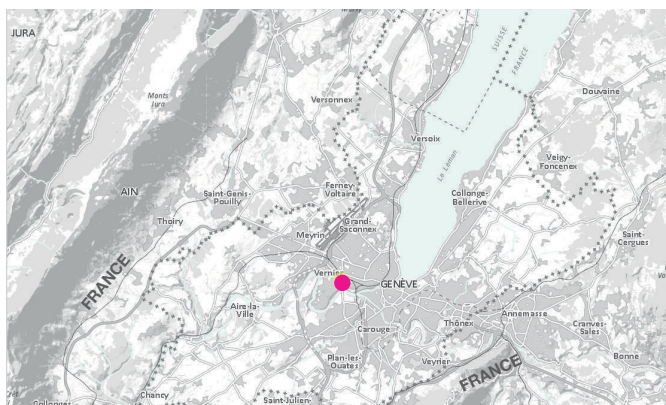 JURA
Monts
Jura
Versonnex
SUISSE
FRANCE
Douvaine
Versoix
Le Léman
Veigy-
Foncenex
AIN
Saint-Genis-
Pouilly
Ferney-
Voltaire
Collonge-
Bellerive
Thoiry
Grand-
Saconnex
Meyrin
Saint-
Cergues
FRANCE
Vernier
GENÈVE
Aire-la-
Ville
Carouge
Thônex
Annemasse
Cranves-
Sales
Plan-les-
Ouates
Veyrier
Bonne
FRANCE
Chancy
Saint-Julien-
Collonges